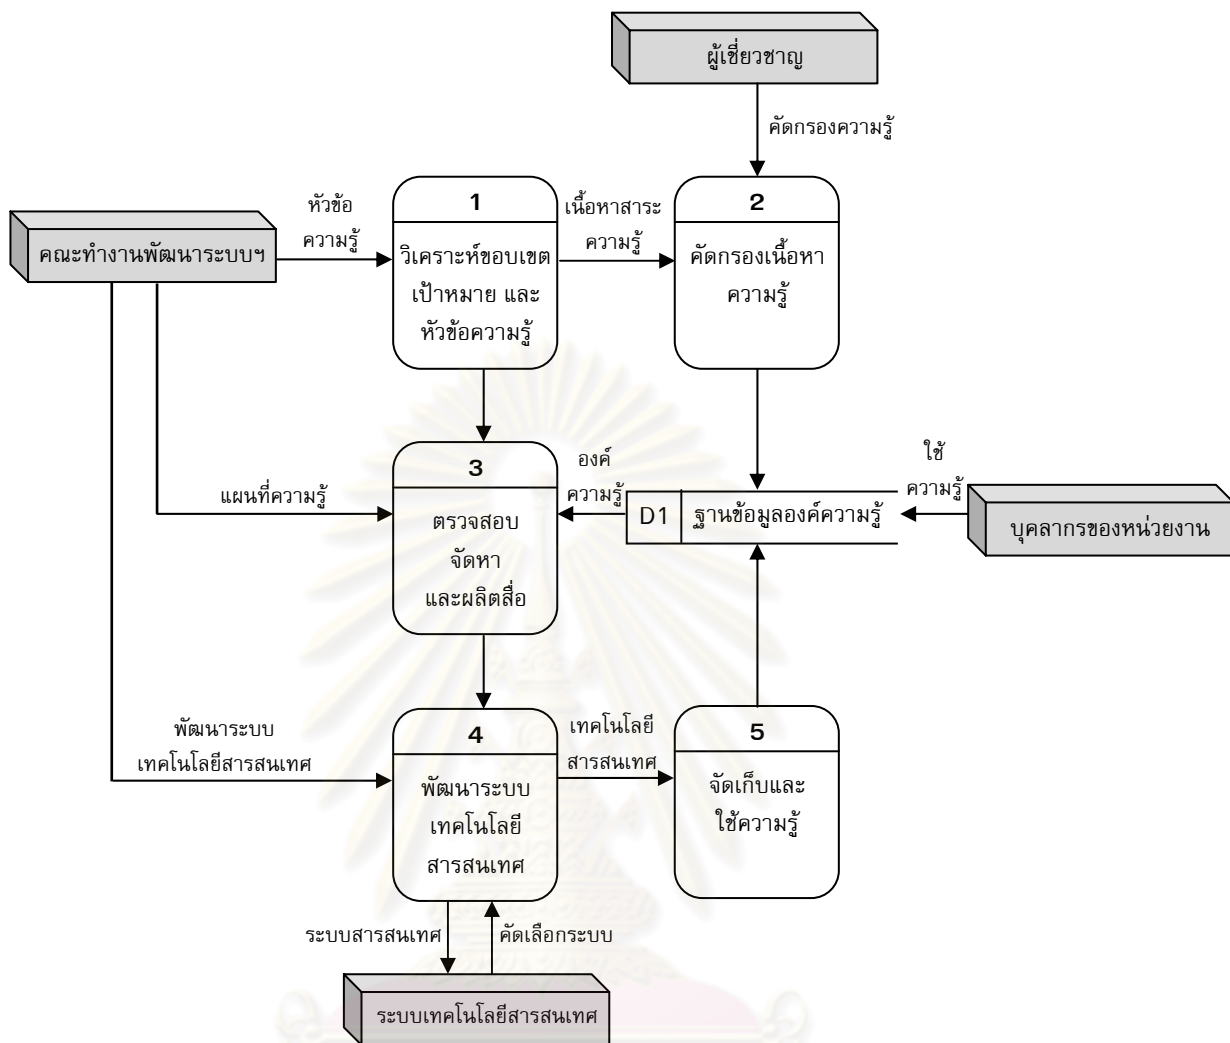 ผู้เชี่ยวชาญ
คัดกรองความรู้
หัวข้อ
ความรู้
คณะทำงานพัฒนาระบบฯ
1
วิเคราะห์ขอบเขต
เป้าหมาย และ
หัวข้อความรู้
เนื้อหาสาระ
ความรู้
2
คัดกรองเนื้อหา
ความรู้
แผนที่ความรู้
3
ตรวจสอบ
จัดหา
และผลิตสื่อ
องค์
ความรู้
D1 ฐานข้อมูลองค์ความรู้
ใช้
ความรู้
บุคลากรของหน่วยงาน
พัฒนาระบบ
เทคโนโลยีสารสนเทศ
4
พัฒนาระบบ
เทคโนโลยี
สารสนเทศ
เทคโนโลยี
สารสนเทศ
5
จัดเก็บและ
ใช้ความรู้
ระบบสารสนเทศ
คัดเลือกระบบ
ระบบเทคโนโลยีสารสนเทศ